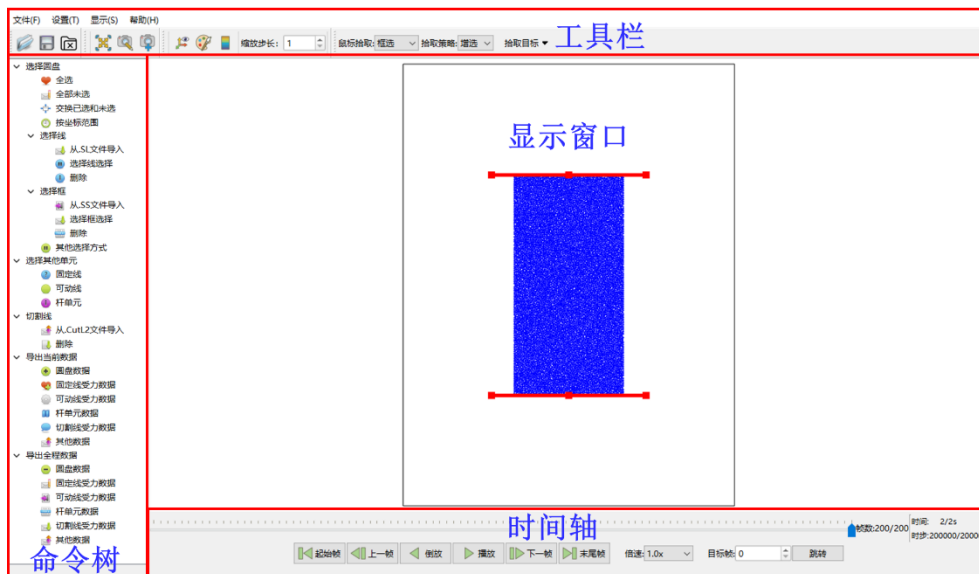 文件(F) 设置(T) 显示(S) 帮助(H)
缩放步长: 1 鼠标拾取: 框选 拾取策略: 增选 拾取目标 工具栏
选择圆盘
全选
全部未选
交换已选和未选
按坐标范围
选择线
从.SL文件导入
选择线选择
删除
选择框
从.SS文件导入
选择框选择
删除
其他选择方式
选择其他单元
固定线
可动线
杆单元
切割线
从.CutL2文件导入
删除
导出当前数据
圆盘数据
固定线受力数据
可动线受力数据
杆单元数据
切割线受力数据
其他数据
导出全程数据
圆盘数据
固定线受力数据
可动线受力数据
杆单元数据
切割线受力数据
其他数据
命令树
显示窗口
时间轴
帧数:200/200
时间: 2/2s
时步:200000/20000
起始帧 上一帧 倒放 播放 下一帧 末尾帧 倍速: 1.0x 目标帧: 0 跳转